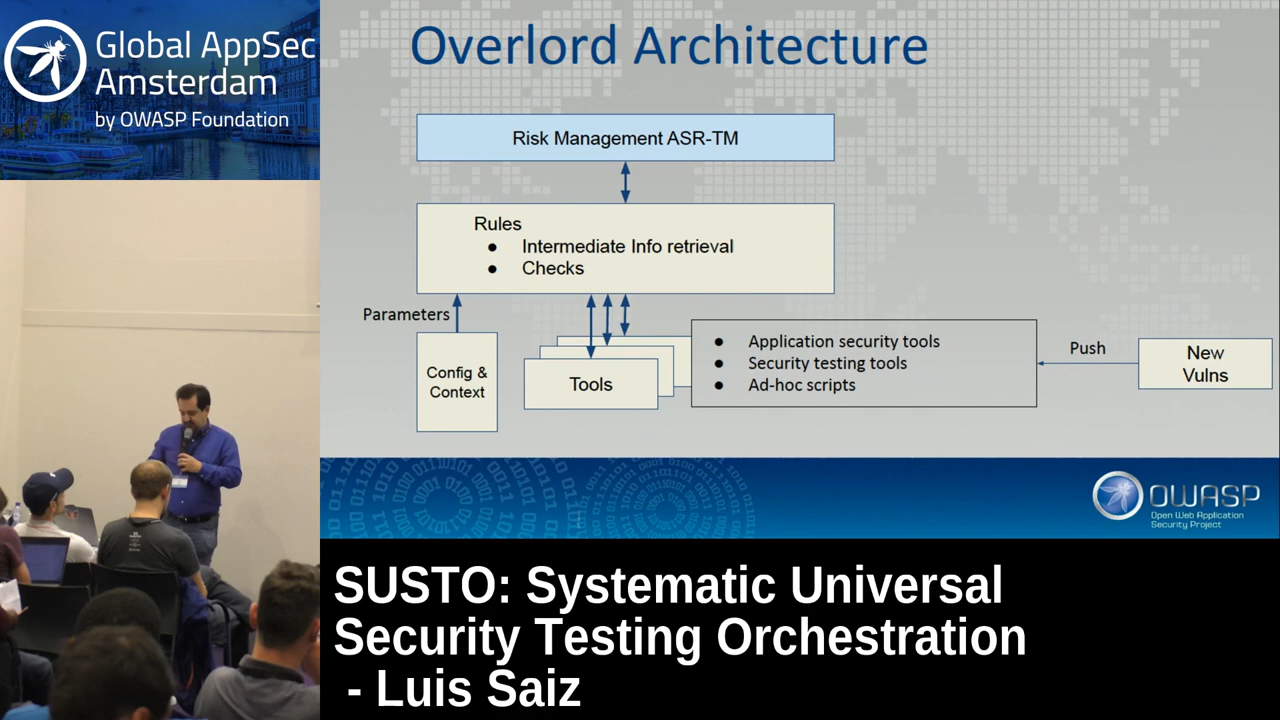 Global AppSec
Amsterdam
by OWASP Foundation
Overlord Architecture
Risk Management ASR-TM
Rules
● Intermediate Info retrieval
● Checks
Parameters
Config &
Context
Tools
● Application security tools
● Security testing tools
● Ad-hoc scripts
Push
New
Vulns
OWASP
Open Web Application
Security Project
SUSTO: Systematic Universal
Security Testing Orchestration
- Luis Saiz